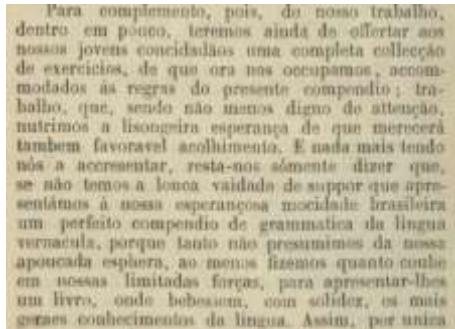 Para complemento, pois, do nosso trabalho,
dentro em pouco, teremos ainda de offertar aos
nossos jovens concidadãos uma completa collecção
de exercicios, de que ora nos occupamos, accom-
modados ás regras do presente compendio; tra-
balho, que, sendo não menos digno de attenção,
nutrimos a lisongeira esperança de que merecerá
tambem favoravel acolhimento. E nada mais tendo
nós a accresentar, resta-nos sómente dizer que,
se não temos a louca vaidade de suppor que apre-
sentámos á nossa esperançosa mocidade brasileira
um perfeito compendio de grammatica da lingua
vernacula, porque tanto não presumimos da nossa
apoucada esphera, ao menos fizemos quanto coube
em nossas limitadas forças, para apresentar-lhes
um livro, onde bebessem, com solidez, os mais
geraes conhecimentos da lingua. Assim, por unica